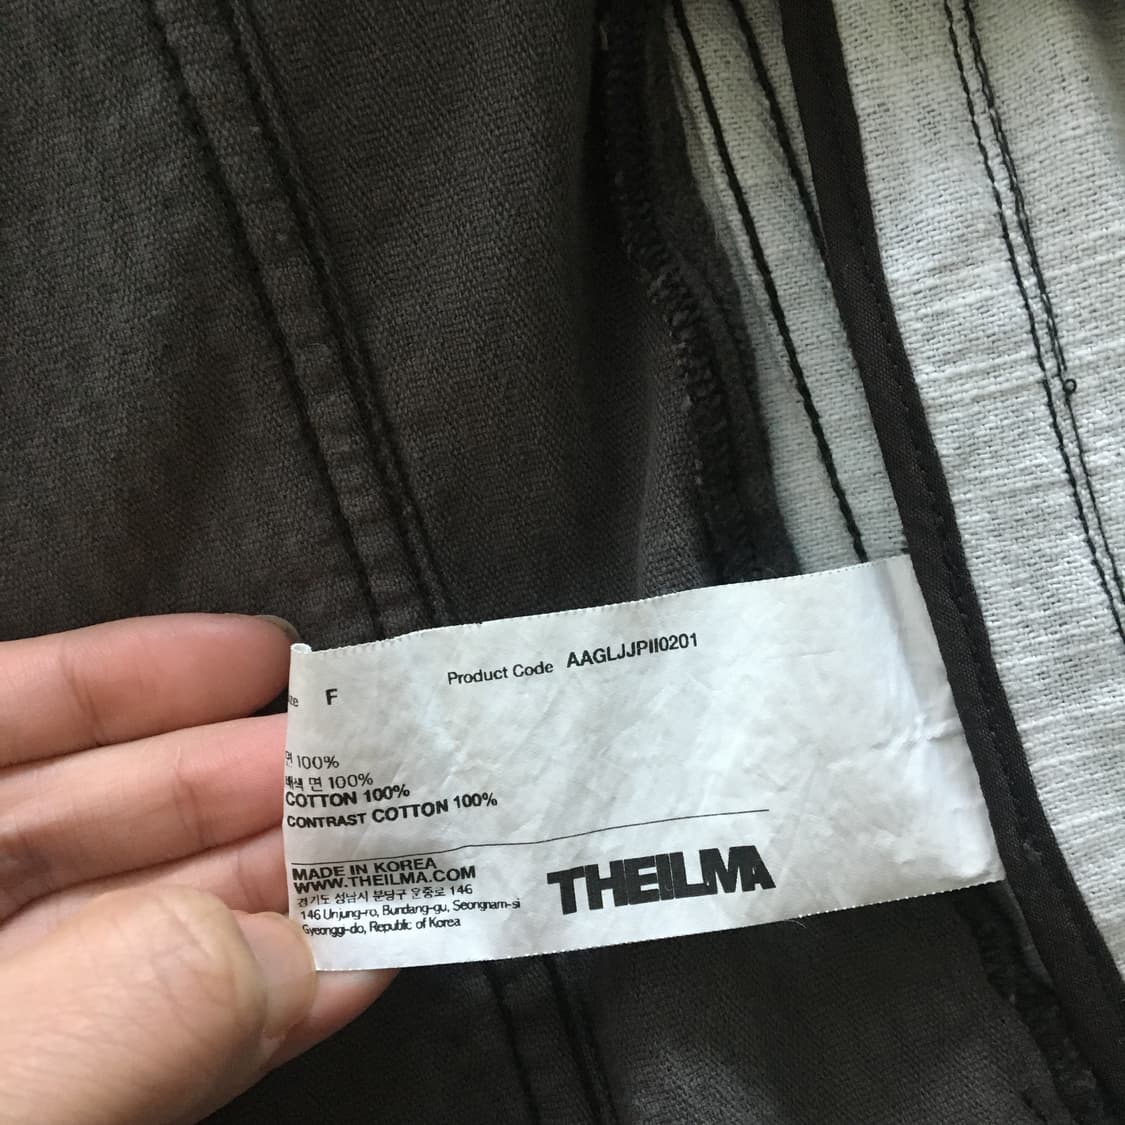 F
Product Code AAGLJJPII0201
면 100%
배색 면 100%
COTTON 100%
CONTRAST COTTON 100%
MADE IN KOREA
WWW.THEILMA.COM
경기도 성남시 분당구 운중로 146
146 Unjung-ro, Bundang-gu, Seongnam-si
Gyeonggi-do, Republic of Korea
THEILMA